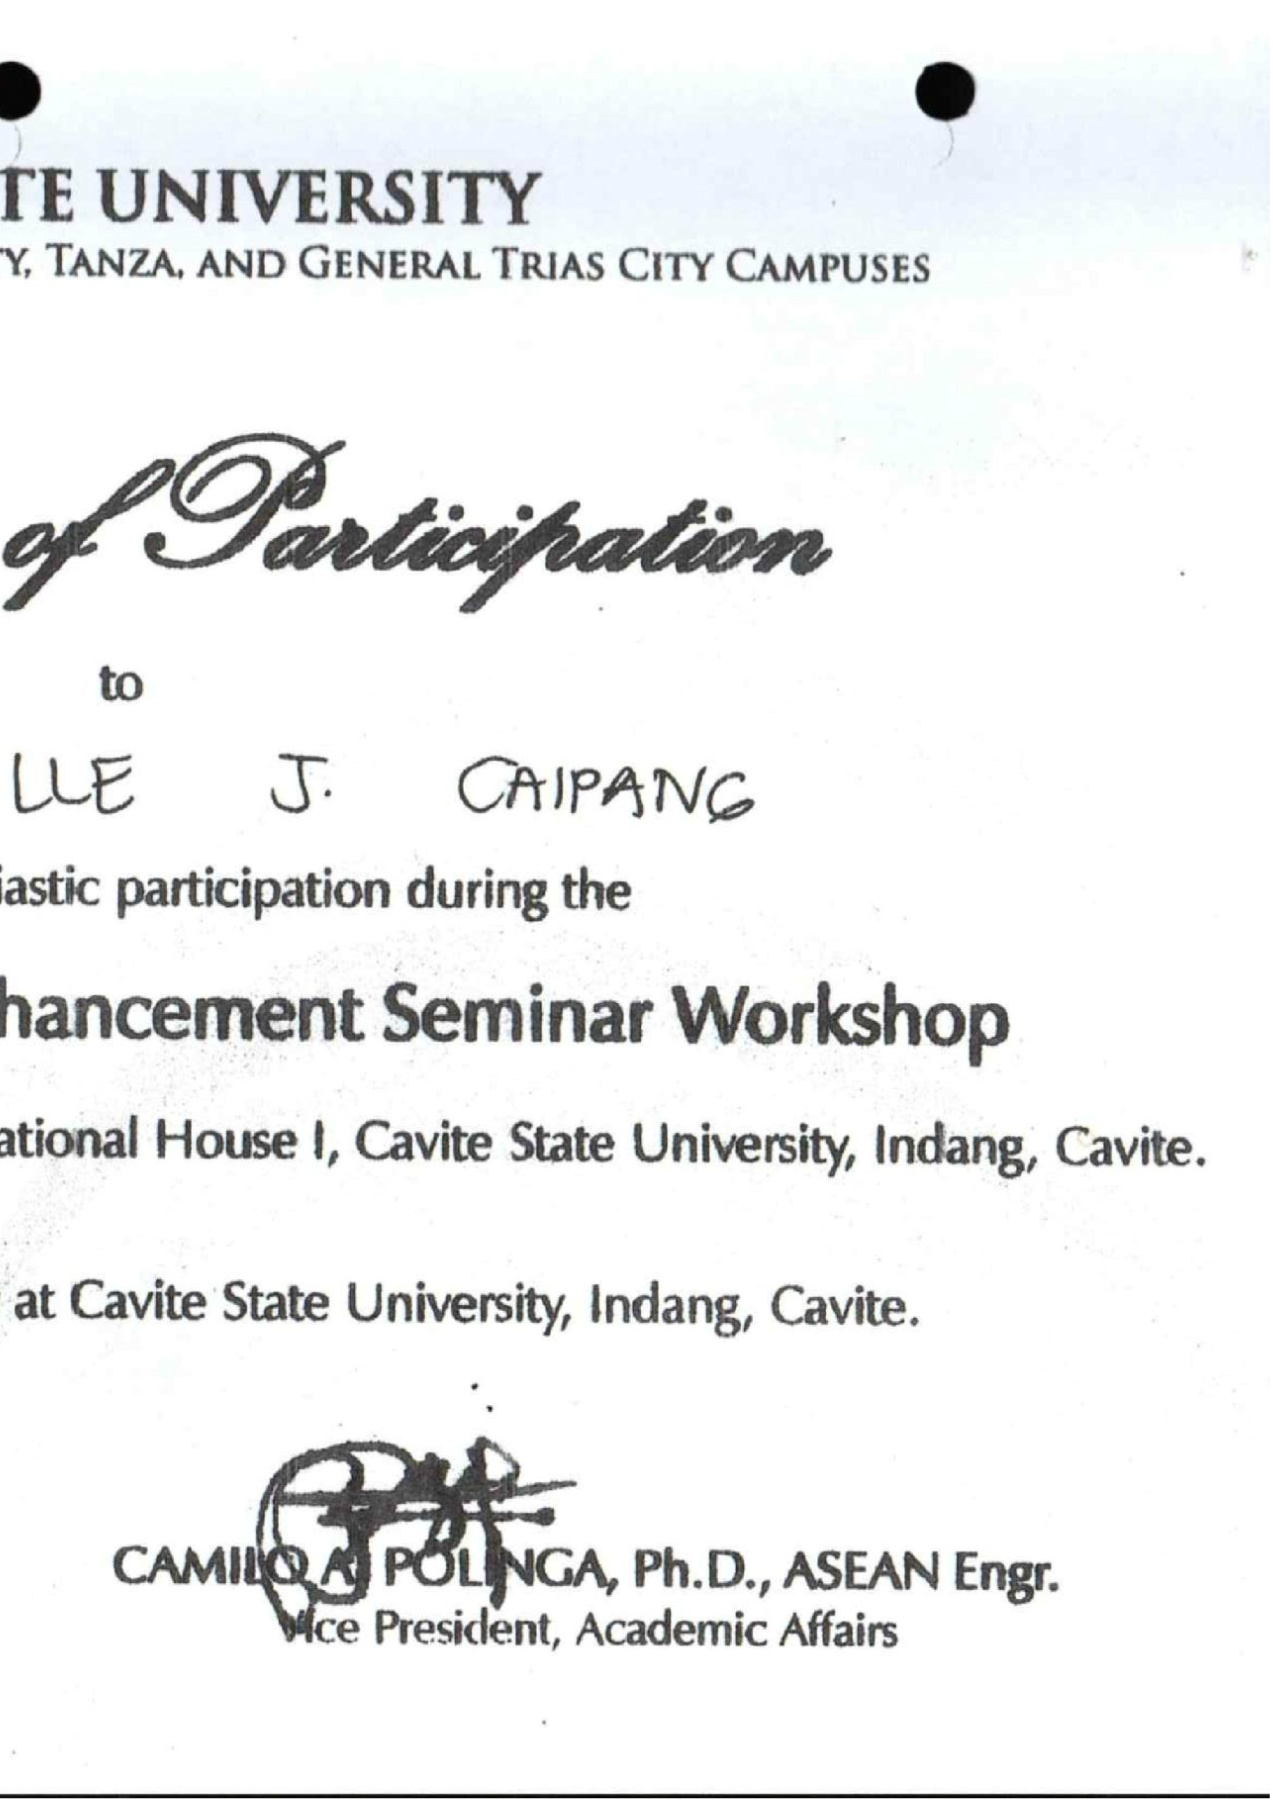 TE UNIVERSITY
Y, TANZA, AND GENERAL TRIAS CITY CAMPUSES
of Participation
to
LLE J. CAIPANG
iastic participation during the
hancement Seminar Workshop
ational House I, Cavite State University, Indang, Cavite.
at Cavite State University, Indang, Cavite.
CAMILO A. POLINGA, Ph.D., ASEAN Engr.
Vice President, Academic Affairs